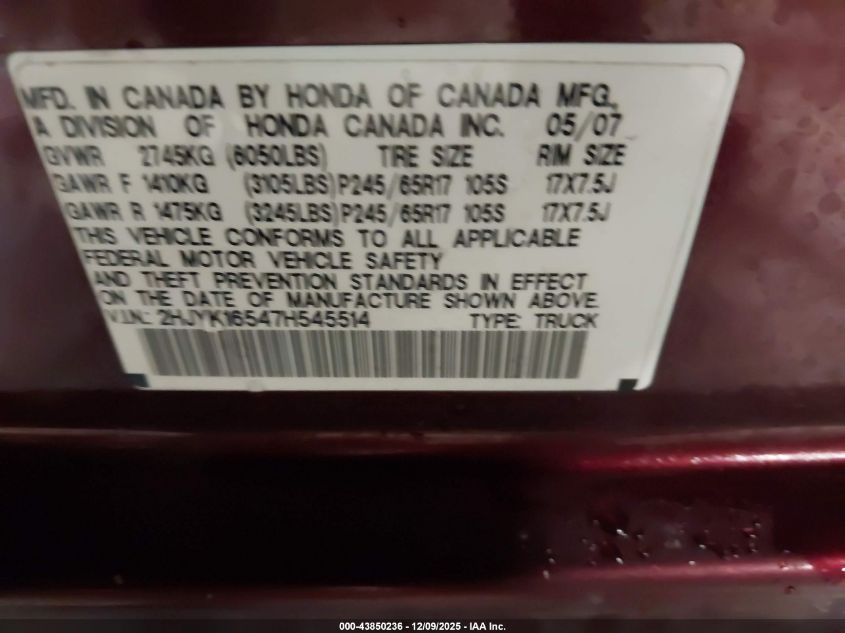 MFD. IN CANADA BY HONDA OF CANADA MFG.,
A DIVISION OF HONDA CANADA INC. 05/07
GVWR 2745KG (6050LBS) TIRE SIZE RIM SIZE
GAWR F 1410KG (3105LBS) P245/65R17 105S 17X7.5J
GAWR R 1475KG (3245LBS) P245/65R17 105S 17X7.5J
THIS VEHICLE CONFORMS TO ALL APPLICABLE
FEDERAL MOTOR VEHICLE SAFETY
AND THEFT PREVENTION STANDARDS IN EFFECT
ON THE DATE OF MANUFACTURE SHOWN ABOVE.
V.I.N.: 2HJYK16547H545514 TYPE: TRUCK
000-43850236 - 12/09/2025 - IAA Inc.